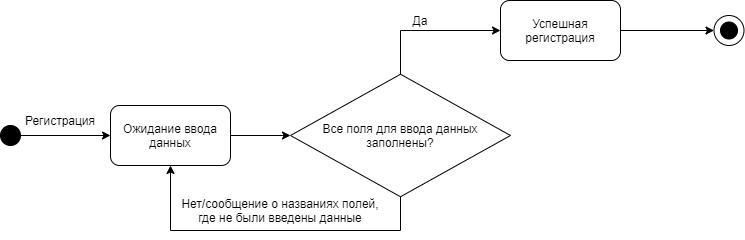 Да
Успешная
регистрация
Регистрация
Ожидание ввода
данных
Все поля для ввода данных
заполнены?
Нет/сообщение о названиях полей,
где не были введены данные